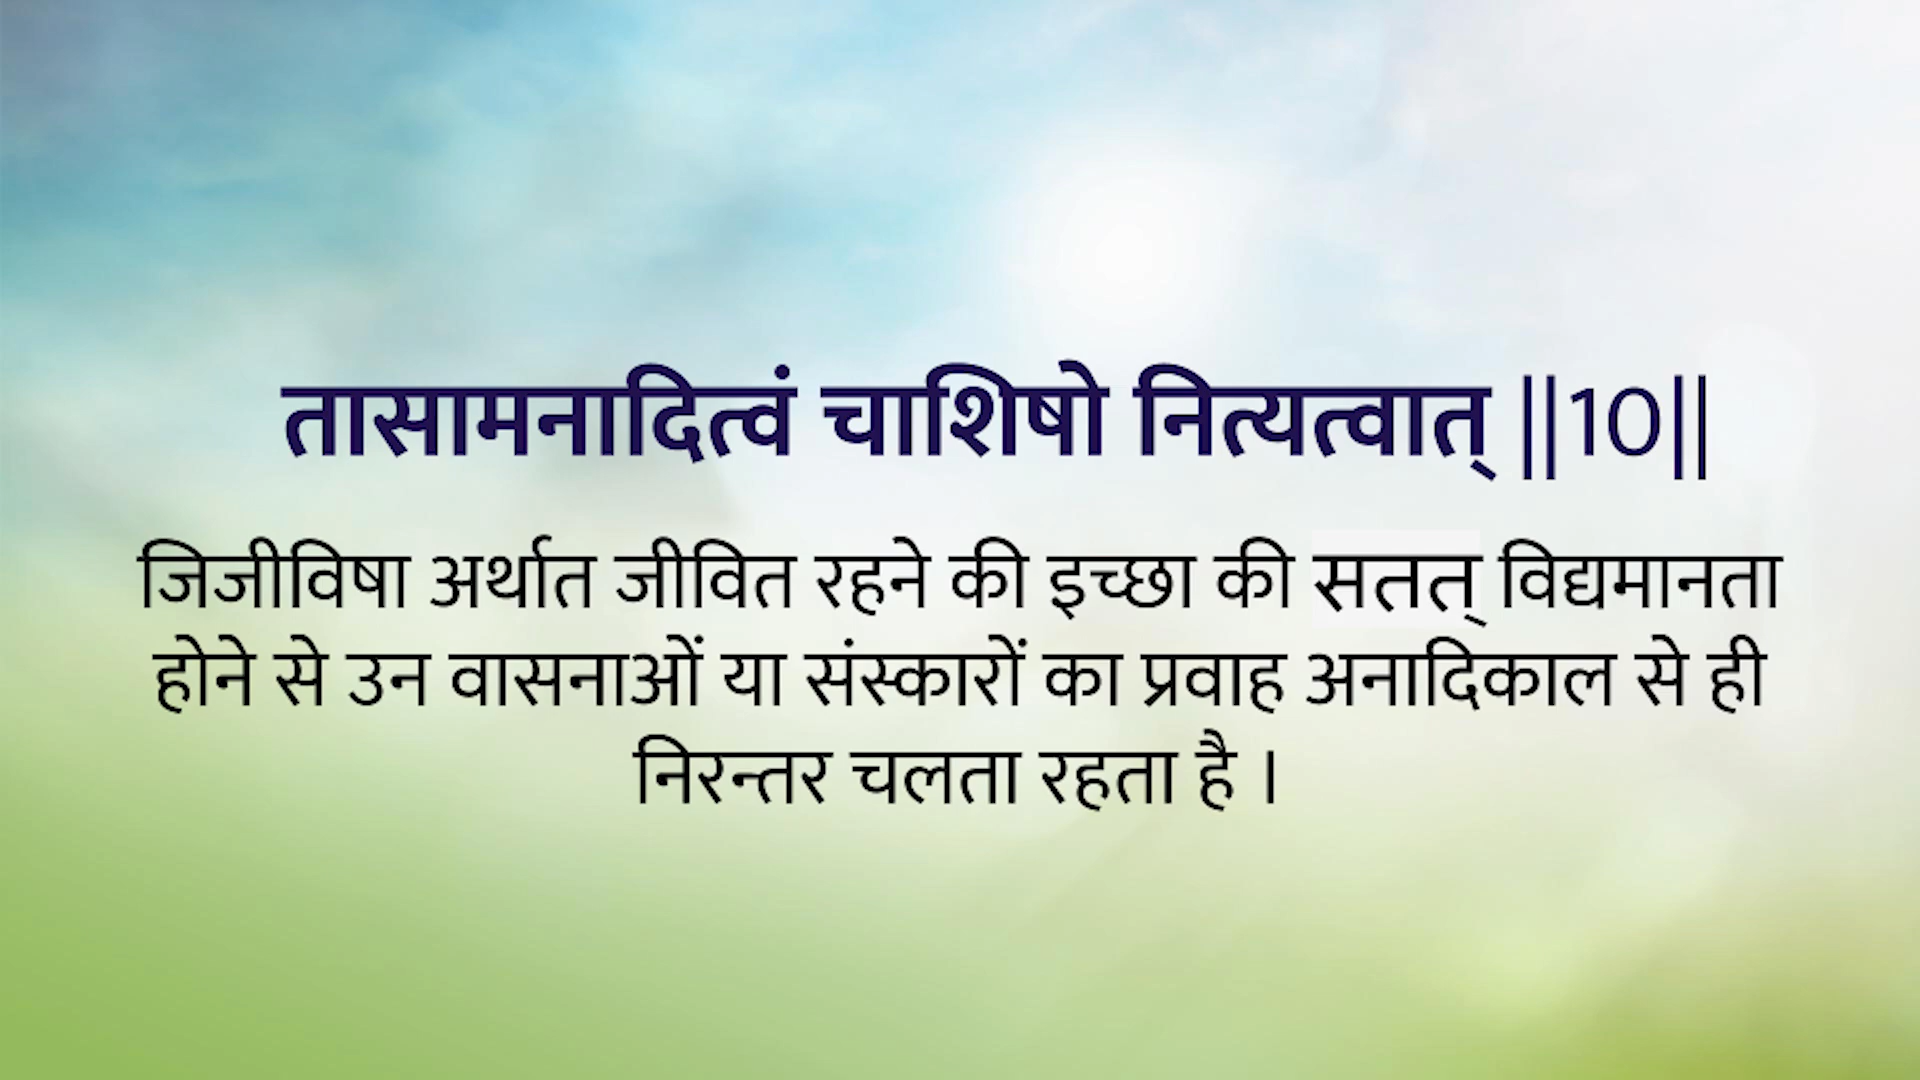 तासामनादित्वं चाशिषो नित्यत्वात् ||10||
जिजीविषा अर्थात जीवित रहने की इच्छा की सतत् विद्यमानता
होने से उन वासनाओं या संस्कारों का प्रवाह अनादिकाल से ही
निरन्तर चलता रहता है ।